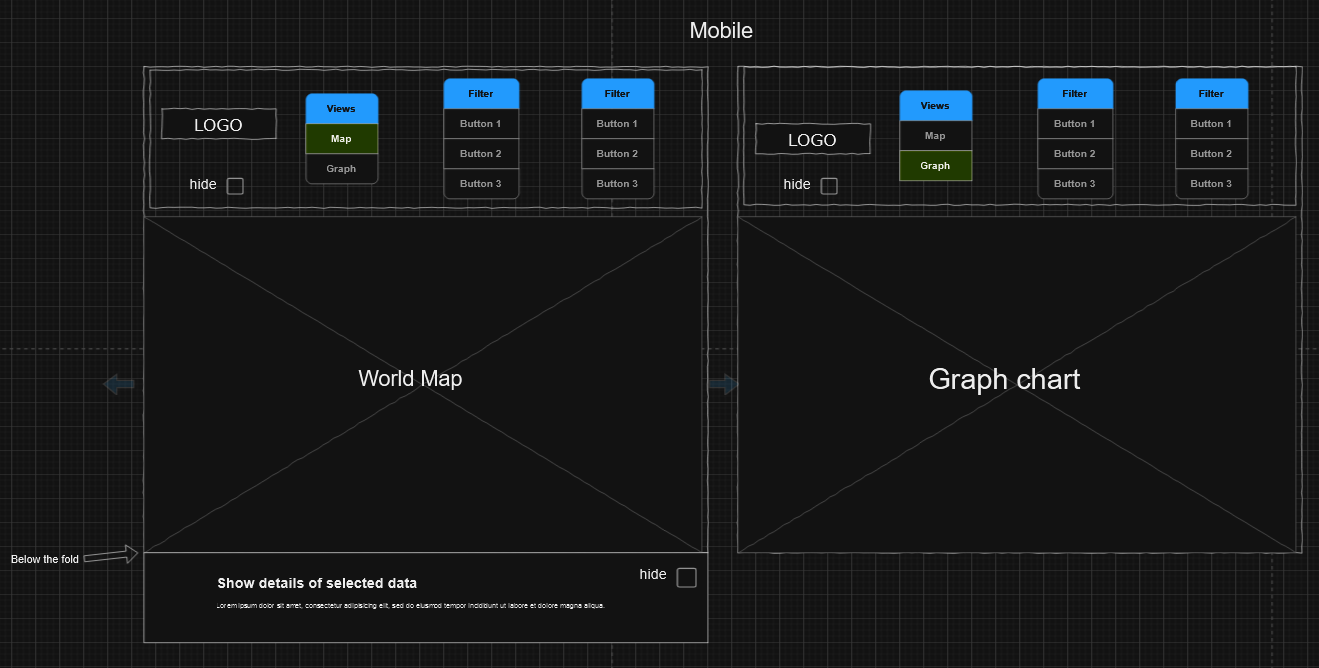 Mobile
LOGO
hide
Views
Map
Graph
Filter
Button 1
Button 2
Button 3
Filter
Button 1
Button 2
Button 3
World Map
Below the fold
Show details of selected data
Lorem ipsum dolor sit amet, consectetur adipisicing elit, sed do eiusmod tempor incididunt ut labore et dolore magna aliqua.
hide
LOGO
hide
Views
Map
Graph
Filter
Button 1
Button 2
Button 3
Filter
Button 1
Button 2
Button 3
Graph chart